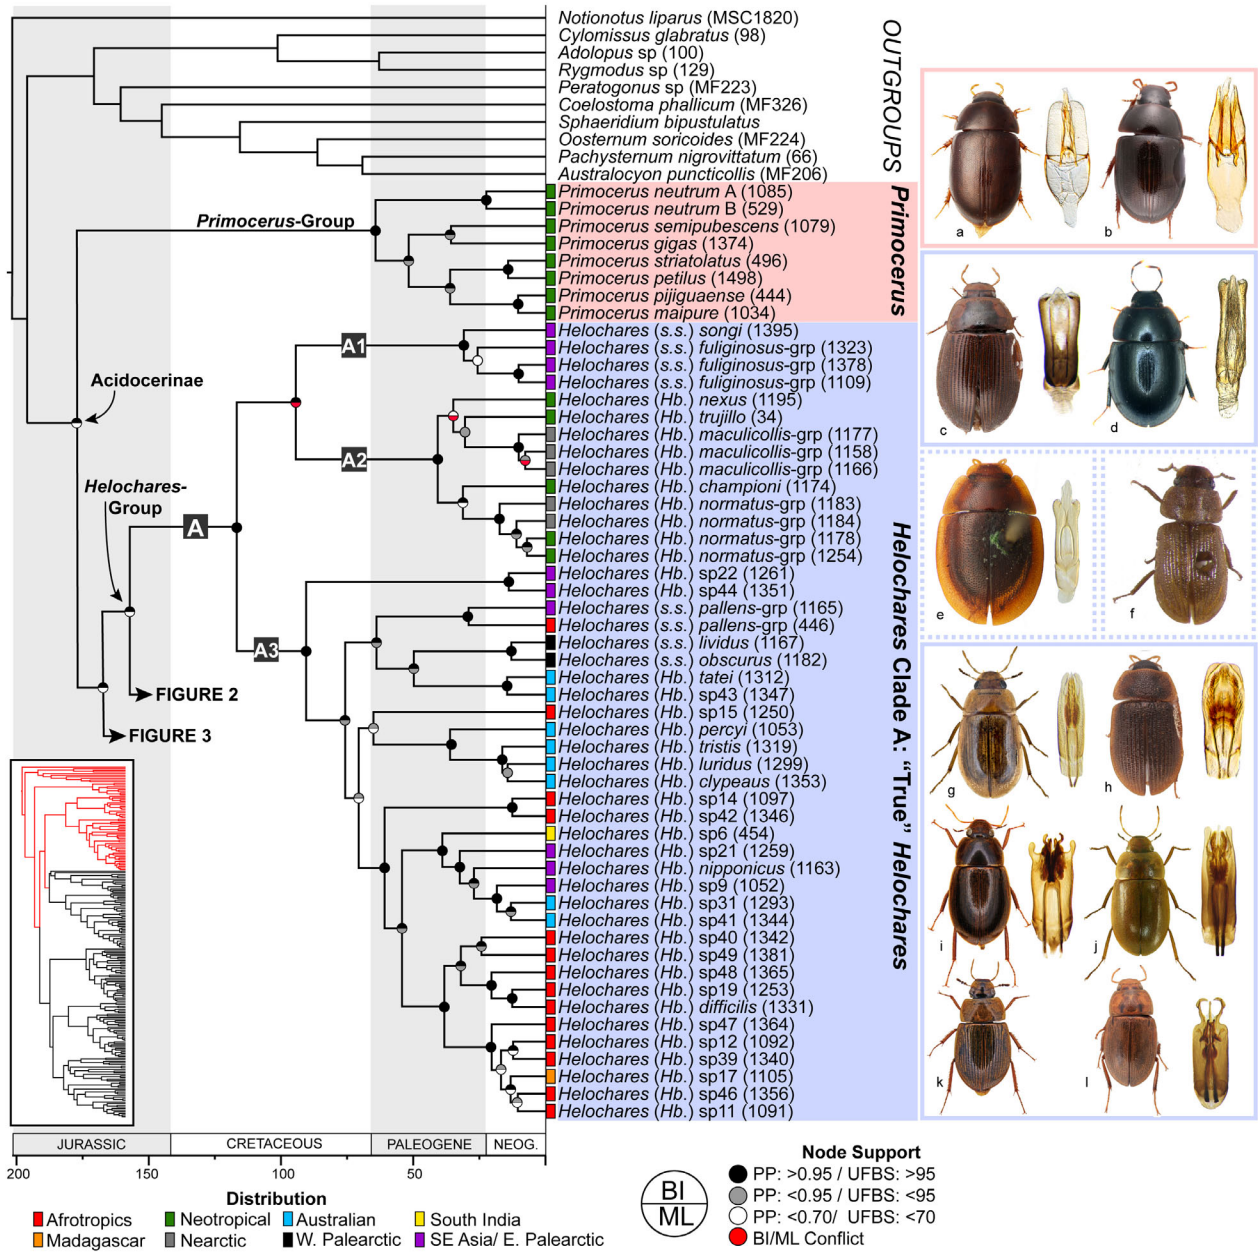 Notionotus liparus (MSC1820)
Cylomissus glabratus (98)
Adolopus sp (100)
Rygmodus sp (129)
Peratogonus sp (MF223)
Coelostoma phallicum (MF326)
Sphaeridium bipustulatus
Oosternum soricoides (MF224)
Pachysternum nigrovittatum (66)
Australocyon puncticollis (MF206)
OUTGROUPS
Primocerus neutrum A (1085)
Primocerus neutrum B (529)
Primocerus semipubescens (1079)
Primocerus gigas (1374)
Primocerus striatolatus (496)
Primocerus petilus (1498)
Primocerus pijiguaense (444)
Primocerus maipure (1034)
Primocerus
Primocerus-Group
Helochares (s.s.) songi (1395)
Helochares (s.s.) fuliginosus-grp (1323)
Helochares (s.s.) fuliginosus-grp (1378)
Helochares (s.s.) fuliginosus-grp (1109)
Helochares (Hb.) nexus (1195)
Helochares (Hb.) trujillo (34)
Helochares (Hb.) maculicollis-grp (1177)
Helochares (Hb.) maculicollis-grp (1158)
Helochares (Hb.) maculicollis-grp (1166)
Helochares (Hb.) championi (1174)
Helochares (Hb.) normatus-grp (1183)
Helochares (Hb.) normatus-grp (1184)
Helochares (Hb.) normatus-grp (1178)
Helochares (Hb.) normatus-grp (1254)
Helochares (Hb.) sp22 (1261)
Helochares (Hb.) sp44 (1351)
Helochares (s.s.) pallens-grp (1165)
Helochares (s.s.) pallens-grp (446)
Helochares (s.s.) lividus (1167)
Helochares (s.s.) obscurus (1182)
Helochares (Hb.) tatei (1312)
Helochares (Hb.) sp43 (1347)
Helochares (Hb.) sp15 (1250)
Helochares (Hb.) percyi (1053)
Helochares (Hb.) tristis (1319)
Helochares (Hb.) luridus (1299)
Helochares (Hb.) clypeaus (1353)
Helochares (Hb.) sp14 (1097)
Helochares (Hb.) sp42 (1346)
Helochares (Hb.) sp6 (454)
Helochares (Hb.) sp21 (1259)
Helochares (Hb.) nipponicus (1163)
Helochares (Hb.) sp9 (1052)
Helochares (Hb.) sp31 (1293)
Helochares (Hb.) sp41 (1344)
Helochares (Hb.) sp40 (1342)
Helochares (Hb.) sp49 (1381)
Helochares (Hb.) sp48 (1365)
Helochares (Hb.) sp19 (1253)
Helochares (Hb.) difficilis (1331)
Helochares (Hb.) sp47 (1364)
Helochares (Hb.) sp12 (1092)
Helochares (Hb.) sp39 (1340)
Helochares (Hb.) sp17 (1105)
Helochares (Hb.) sp46 (1356)
Helochares (Hb.) sp11 (1091)
Helochares Clade A: “True” Helochares
A1
Acidocerinae
A2
Helochares-
Group
A
A3
FIGURE 2
FIGURE 3
a
b
c
d
e
f
g
h
i
j
k
l
JURASSIC
CRETACEOUS
PALEOGENE
NEOG.
200
150
100
50
Distribution
Afrotropics
Neotropical
Australian
South India
Madagascar
Nearctic
W. Palearctic
SE Asia/ E. Palearctic
Node Support
BI
ML
PP: >0.95 / UFBS: >95
PP: <0.95 / UFBS: <95
PP: <0.70/ UFBS: <70
BI/ML Conflict